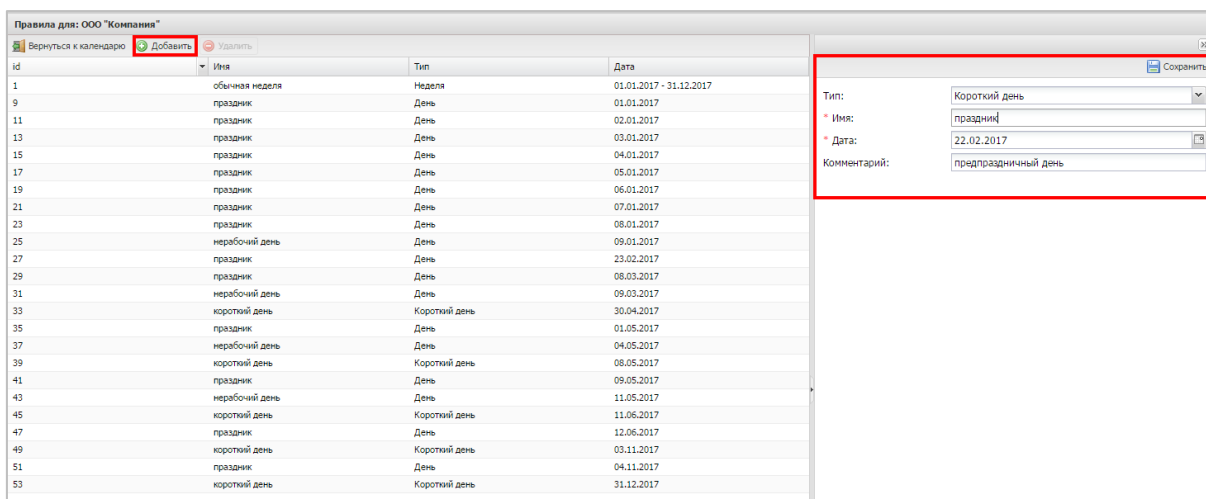 Правила для: ООО "Компания"
Вернуться к календарю Добавить Удалить
id Имя Тип Дата
1 обычная неделя Неделя 01.01.2017 - 31.12.2017
9 праздник День 01.01.2017
11 праздник День 02.01.2017
13 праздник День 03.01.2017
15 праздник День 04.01.2017
17 праздник День 05.01.2017
19 праздник День 06.01.2017
21 праздник День 07.01.2017
23 праздник День 08.01.2017
25 нерабочий день День 09.01.2017
27 праздник День 23.02.2017
29 праздник День 08.03.2017
31 нерабочий день День 09.03.2017
33 короткий день Короткий день 30.04.2017
35 праздник День 01.05.2017
37 нерабочий день День 04.05.2017
39 короткий день Короткий день 08.05.2017
41 праздник День 09.05.2017
43 нерабочий день День 11.05.2017
45 короткий день Короткий день 11.06.2017
47 праздник День 12.06.2017
49 короткий день Короткий день 03.11.2017
51 праздник День 04.11.2017
53 короткий день Короткий день 31.12.2017
Сохранить
Тип: Короткий день
* Имя: праздник
* Дата: 22.02.2017
Комментарий: предпраздничный день